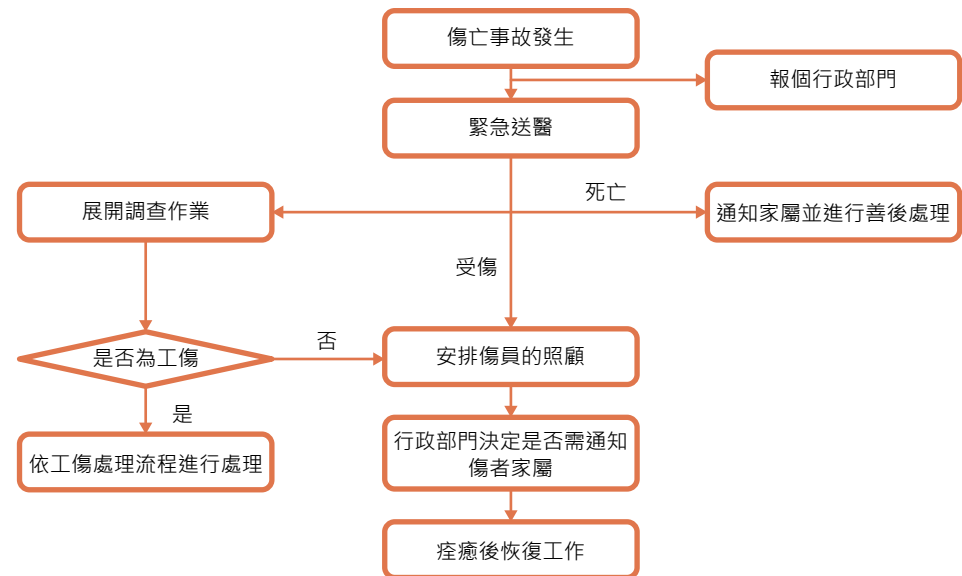 傷亡事故發生
報個行政部門
緊急送醫
死亡
展開調查作業
通知家屬並進行善後處理
受傷
否
是否為工傷
安排傷員的照顧
是
行政部門決定是否需通知
傷者家屬
依工傷處理流程進行處理
痊癒後恢復工作